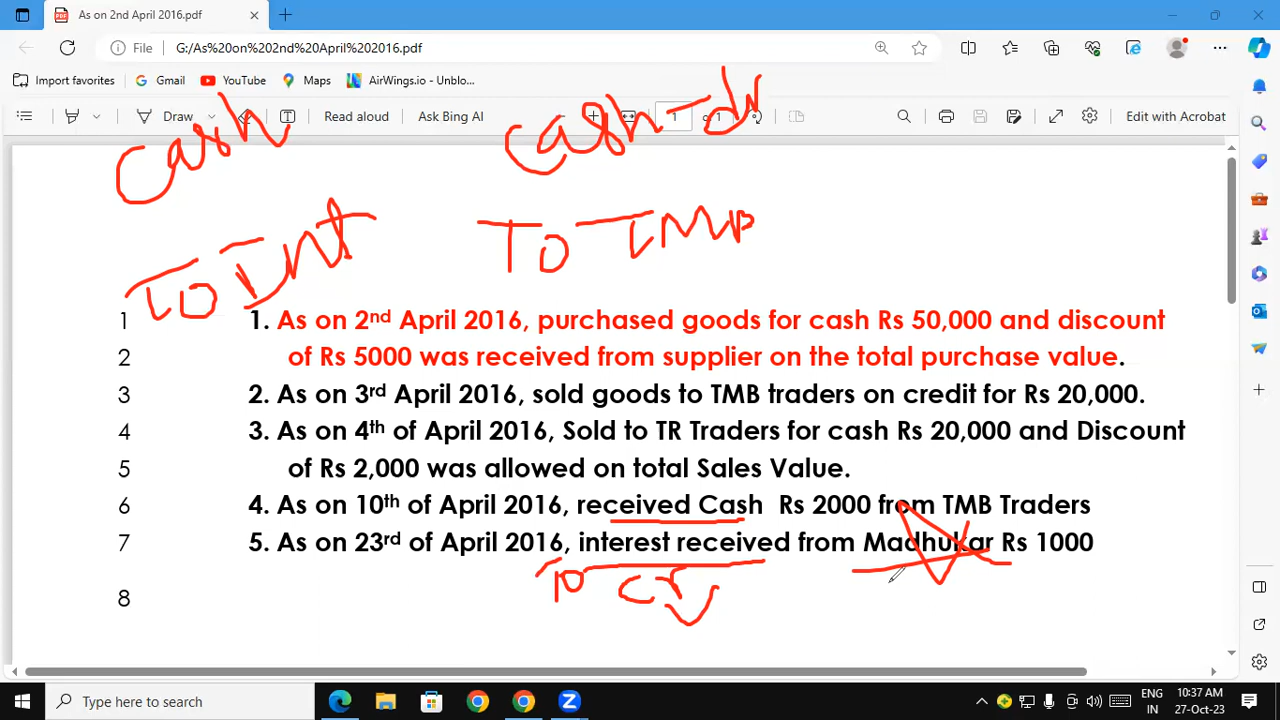 As on 2nd April 2016.pdf
File G:/As%20on%202nd%20April%202016.pdf
Import favorites Gmail YouTube Maps AirWings.io - Unblo...
Draw Read aloud Ask Bing AI 1 of 1 Edit with Acrobat
Cash Cash - dr
To Int To TMB
1 1. As on 2nd April 2016, purchased goods for cash Rs 50,000 and discount
2 of Rs 5000 was received from supplier on the total purchase value.
3 2. As on 3rd April 2016, sold goods to TMB traders on credit for Rs 20,000.
4 3. As on 4th of April 2016, Sold to TR Traders for cash Rs 20,000 and Discount
5 of Rs 2,000 was allowed on total Sales Value.
6 4. As on 10th of April 2016, received Cash Rs 2000 from TMB Traders
7 5. As on 23rd of April 2016, interest received from Madhukar Rs 1000
To Cr
8
Type here to search
ENG 10:37 AM
IN 27-Oct-23